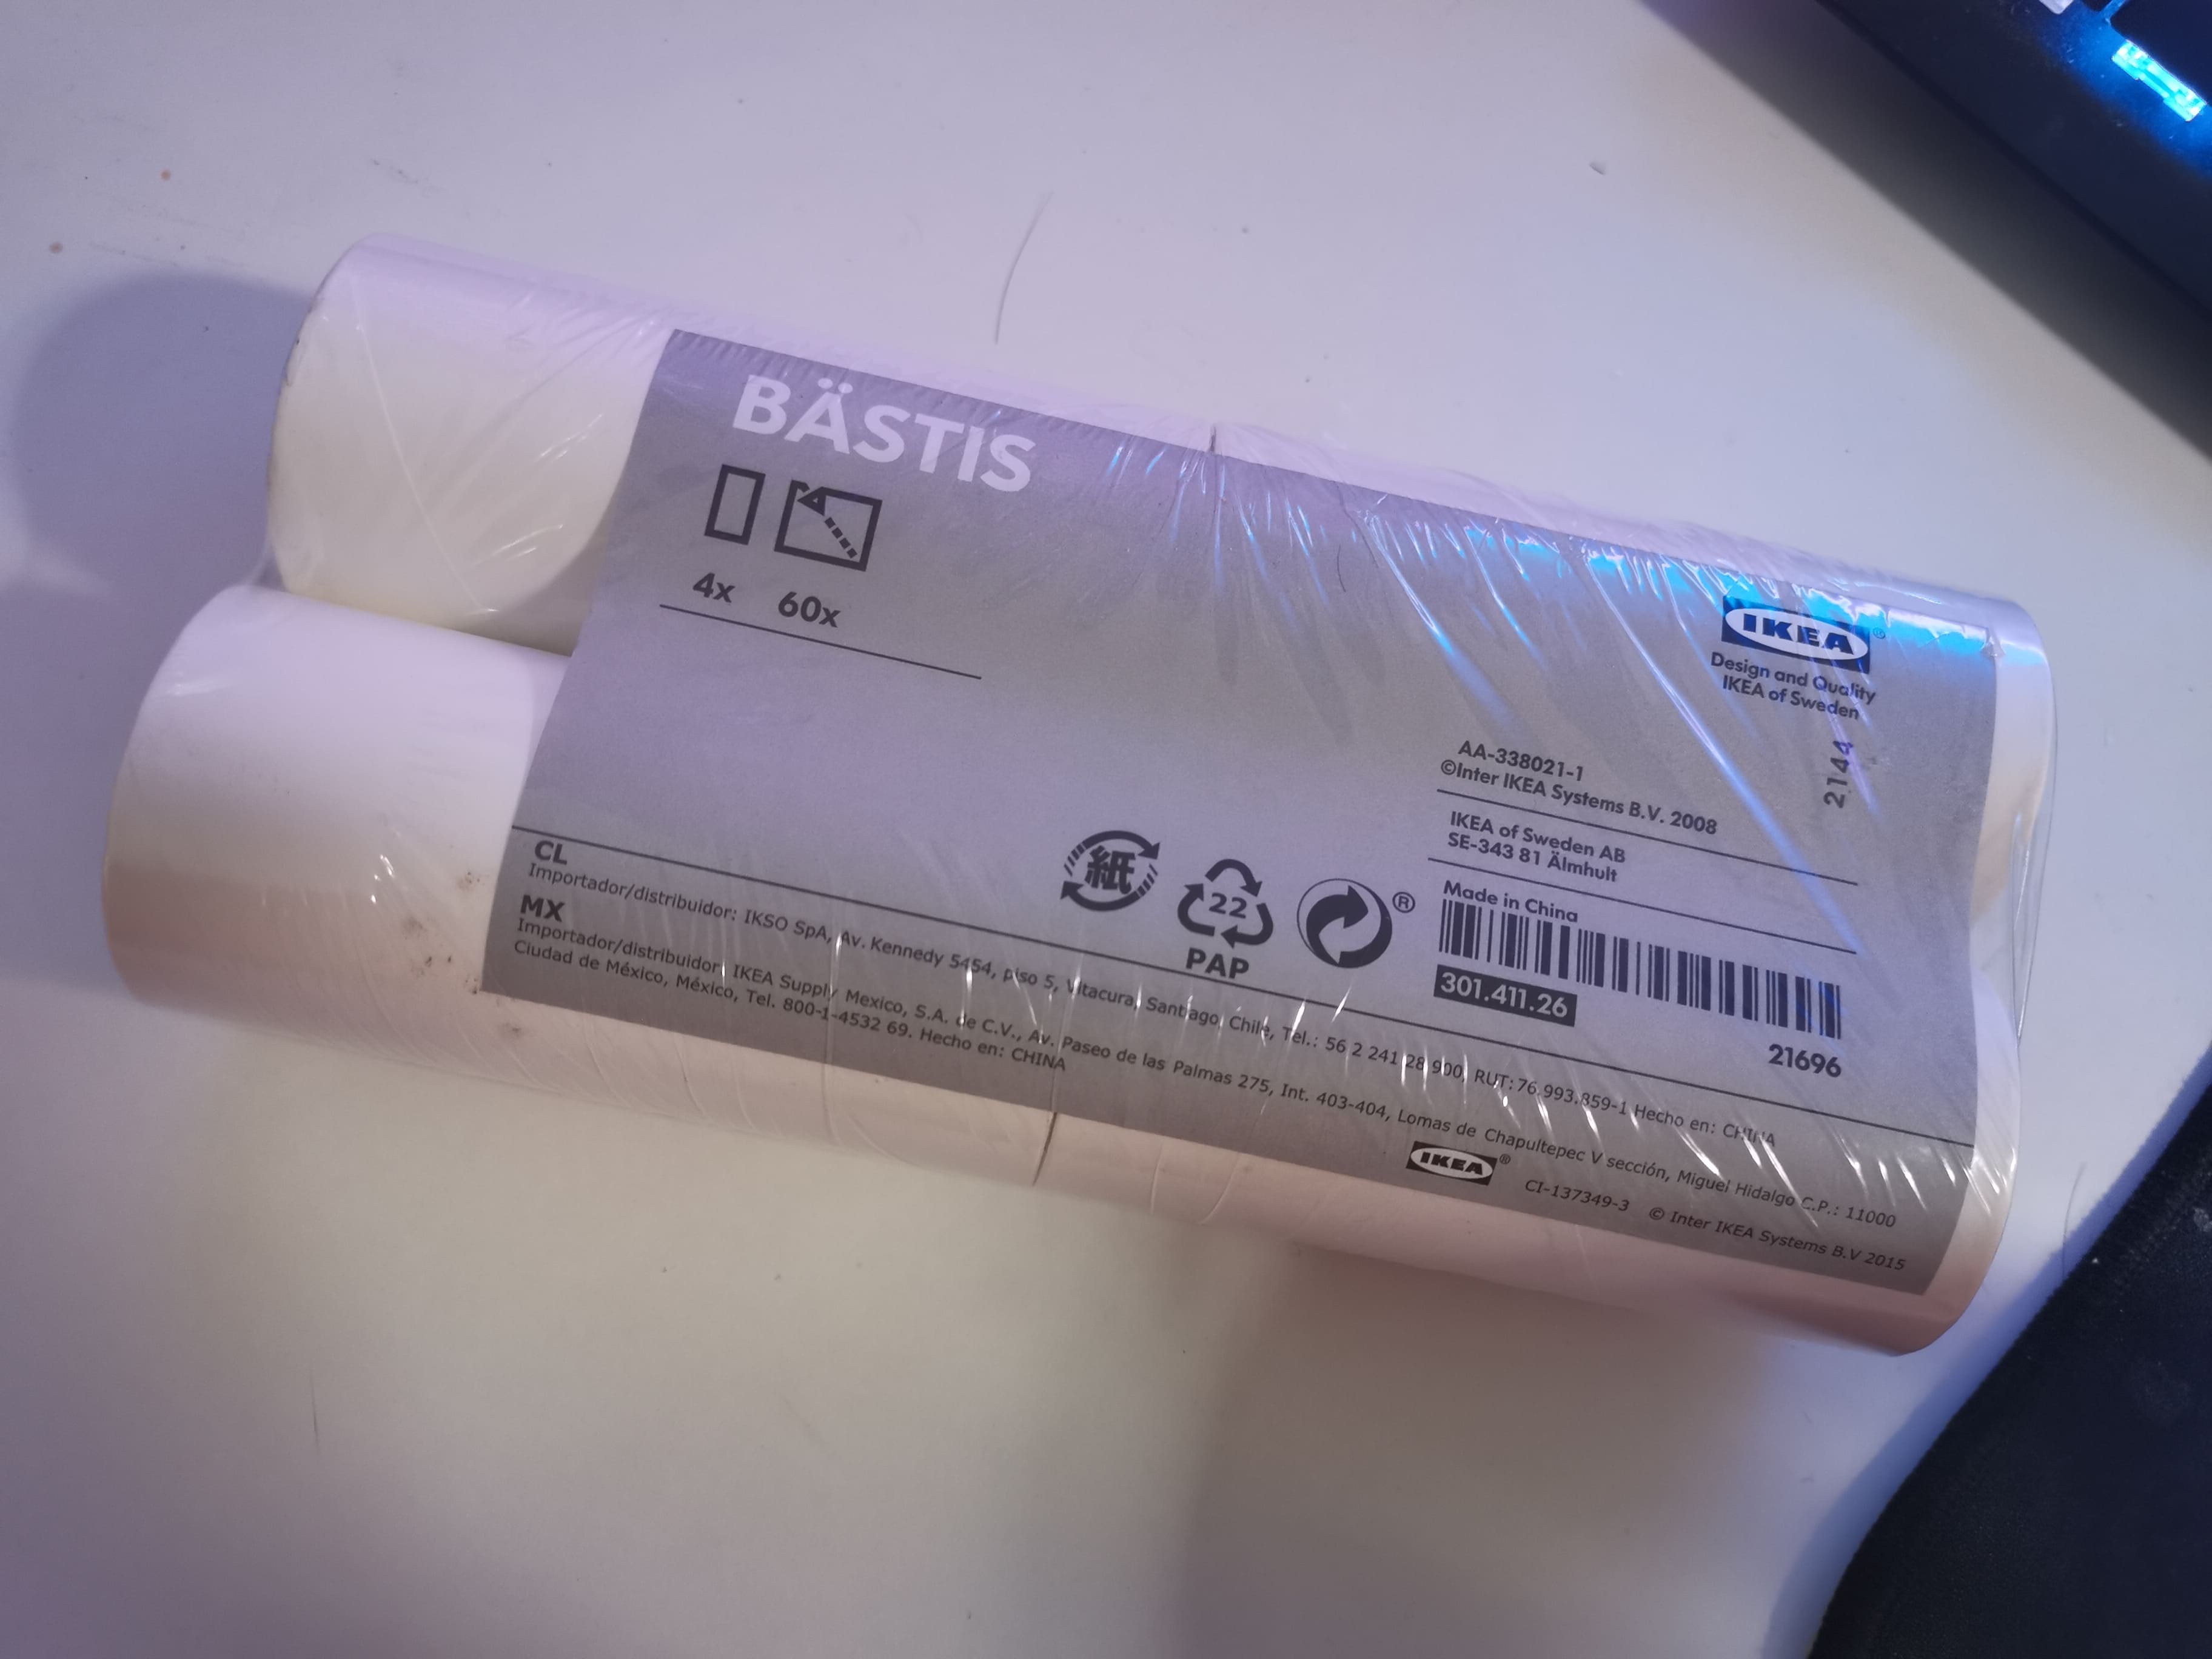 BÄSTIS
4x 60x
IKEA®
Design and Quality
IKEA of Sweden
2144
AA-338021-1
©Inter IKEA Systems B.V. 2008
IKEA of Sweden AB
SE-343 81 Älmhult
Made in China
紙
22
PAP
®
301.411.26
21696
CL
Importador/distribuidor: IKSO SpA, Av. Kennedy 5454, piso 5, Vitacura, Santiago, Chile, Tel.: 56 2 241 28 900, RUT: 76.993.859-1 Hecho en: CHINA
MX
Importador/distribuidor: IKEA Supply Mexico, S.A. de C.V., Av. Paseo de las Palmas 275, Int. 403-404, Lomas de Chapultepec V sección, Miguel Hidalgo C.P.: 11000
Ciudad de México, México, Tel. 800-1-4532 69. Hecho en: CHINA
IKEA®
CI-137349-3 © Inter IKEA Systems B.V 2015